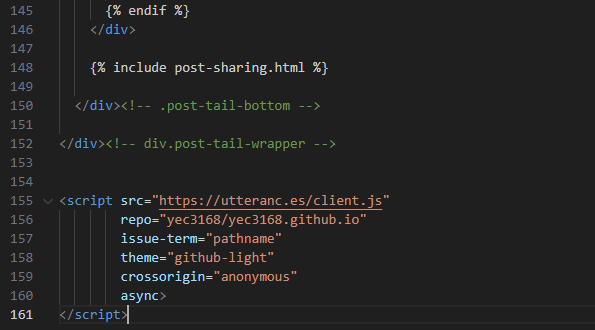 145 {% endif %}
146 </div>
147
148 {% include post-sharing.html %}
149
150 </div><!-- .post-tail-bottom -->
151
152 </div><!-- div.post-tail-wrapper -->
153
154
155 <script src="https://utteranc.es/client.js"
156 repo="yec3168/yec3168.github.io"
157 issue-term="pathname"
158 theme="github-light"
159 crossorigin="anonymous"
160 async>
161 </script>